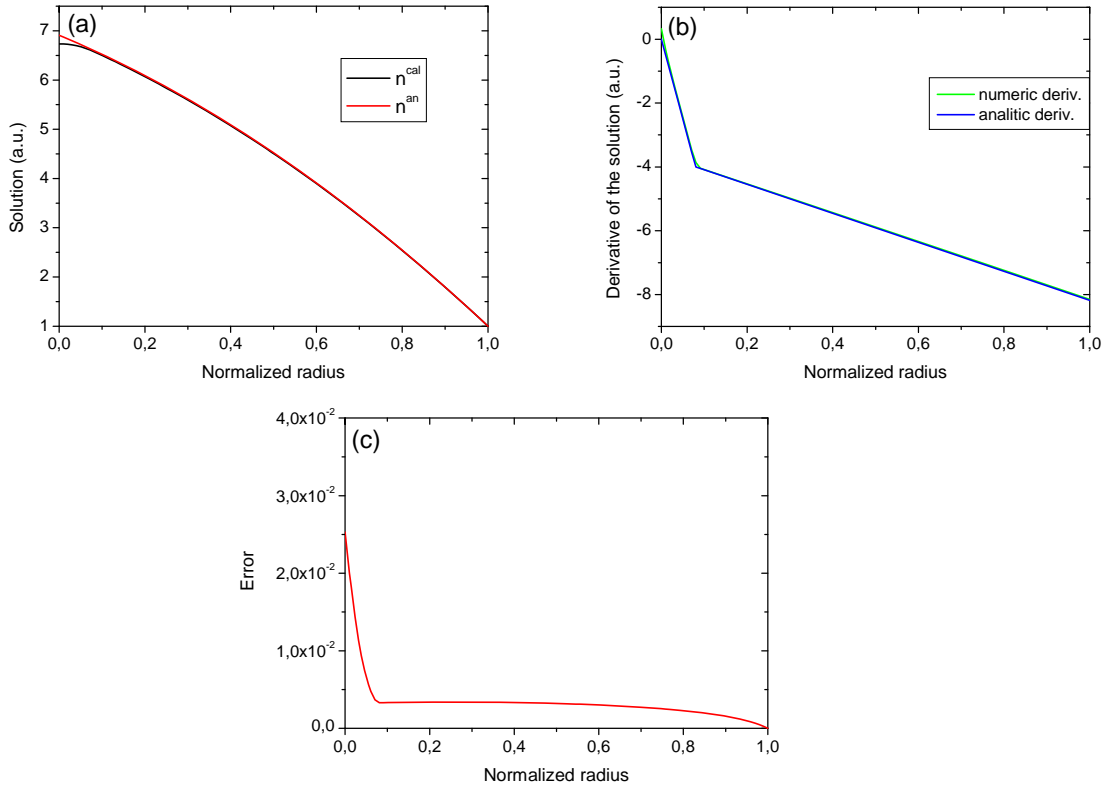 (a)
7
6
5
4
3
2
1
Solution (a.u.)
n^cal
n^an
0,0 0,2 0,4 0,6 0,8 1,0
Normalized radius
(b)
0
-2
-4
-6
-8
Derivative of the solution (a.u.)
numeric deriv.
analitic deriv.
0,0 0,2 0,4 0,6 0,8 1,0
Normalized radius
(c)
4,0x10^-2
3,0x10^-2
2,0x10^-2
1,0x10^-2
0,0
Error
0,0 0,2 0,4 0,6 0,8 1,0
Normalized radius